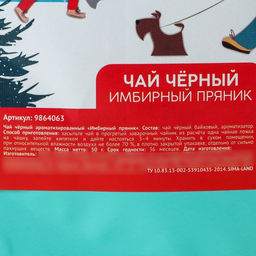 ЧАЙ ЧЁРНЫЙ
ИМБИРНЫЙ ПРЯНИК
Артикул: 9864063
Чай чёрный ароматизированный «Имбирный пряник». Состав: чай чёрный байховый, ароматизатор.
Способ приготовления: засыпьте чай в прогретый заварочный чайник из расчёта одна чайная ложка
на чашку, залейте кипятком и дайте настояться 3–4 минуты. Хранить в сухом помещении,
при относительной влажности воздуха не более 70 %, в плотно закрытой упаковке, отдельно от сильно
пахнущих веществ. Масса нетто: 50 г. Срок годности: 36 месяцев. Дата изготовления:
Изготовитель:
ТУ 10.83.13-002-53910435-2014. SIMA-LAND